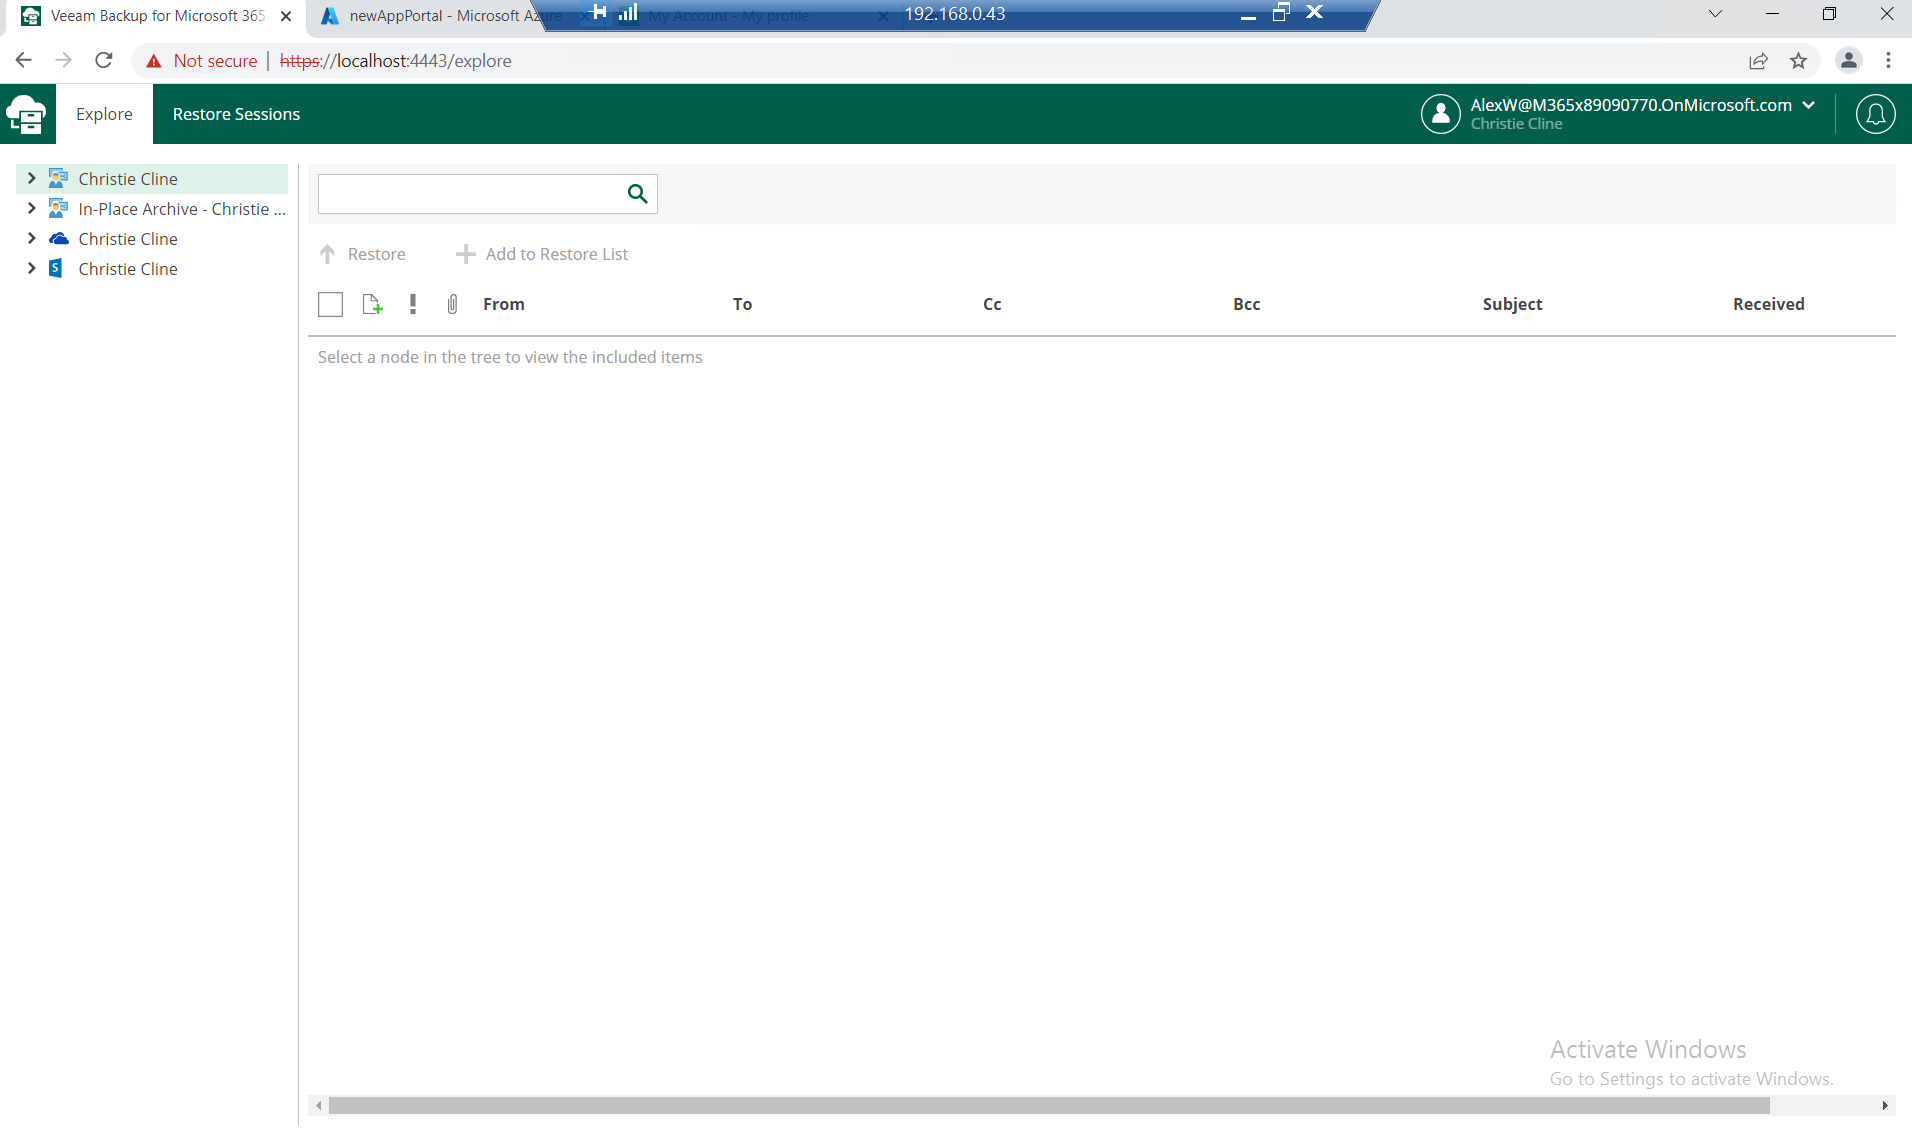 Veeam Backup for Microsoft 365
newAppPortal - Microsoft Azure
My Account - My profile
192.168.0.43
Not secure | https://localhost:4443/explore
Explore
Restore Sessions
AlexW@M365x89090770.OnMicrosoft.com
Christie Cline
Christie Cline
In-Place Archive - Christie ...
Christie Cline
Christie Cline
Restore
Add to Restore List
From To Cc Bcc Subject Received
Select a node in the tree to view the included items
Activate Windows
Go to Settings to activate Windows.